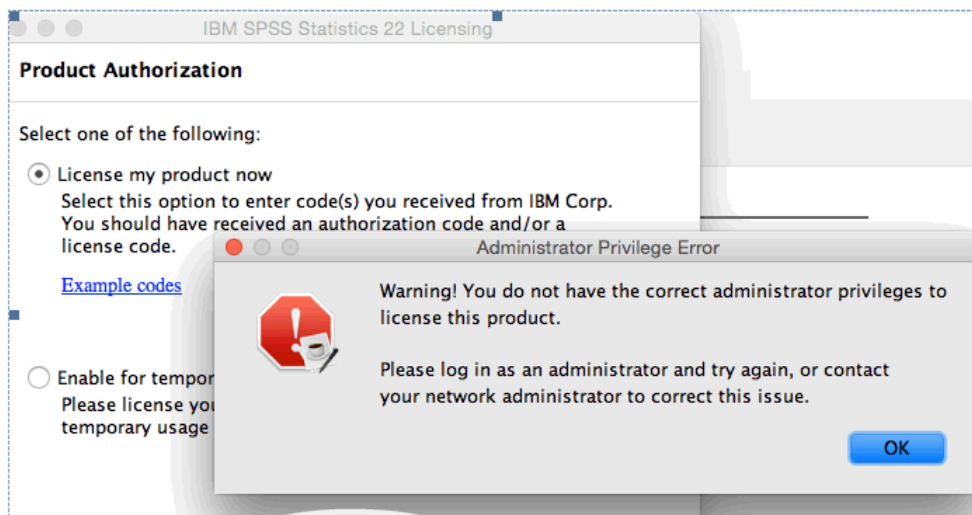 IBM SPSS Statistics 22 Licensing
Product Authorization
Select one of the following:
License my product now
Select this option to enter code(s) you received from IBM Corp.
You should have received an authorization code and/or a
license code.
Example codes
Administrator Privilege Error
Warning! You do not have the correct administrator privileges to
license this product.
Please log in as an administrator and try again, or contact
your network administrator to correct this issue.
OK
Enable for tempor
Please license you
temporary usage